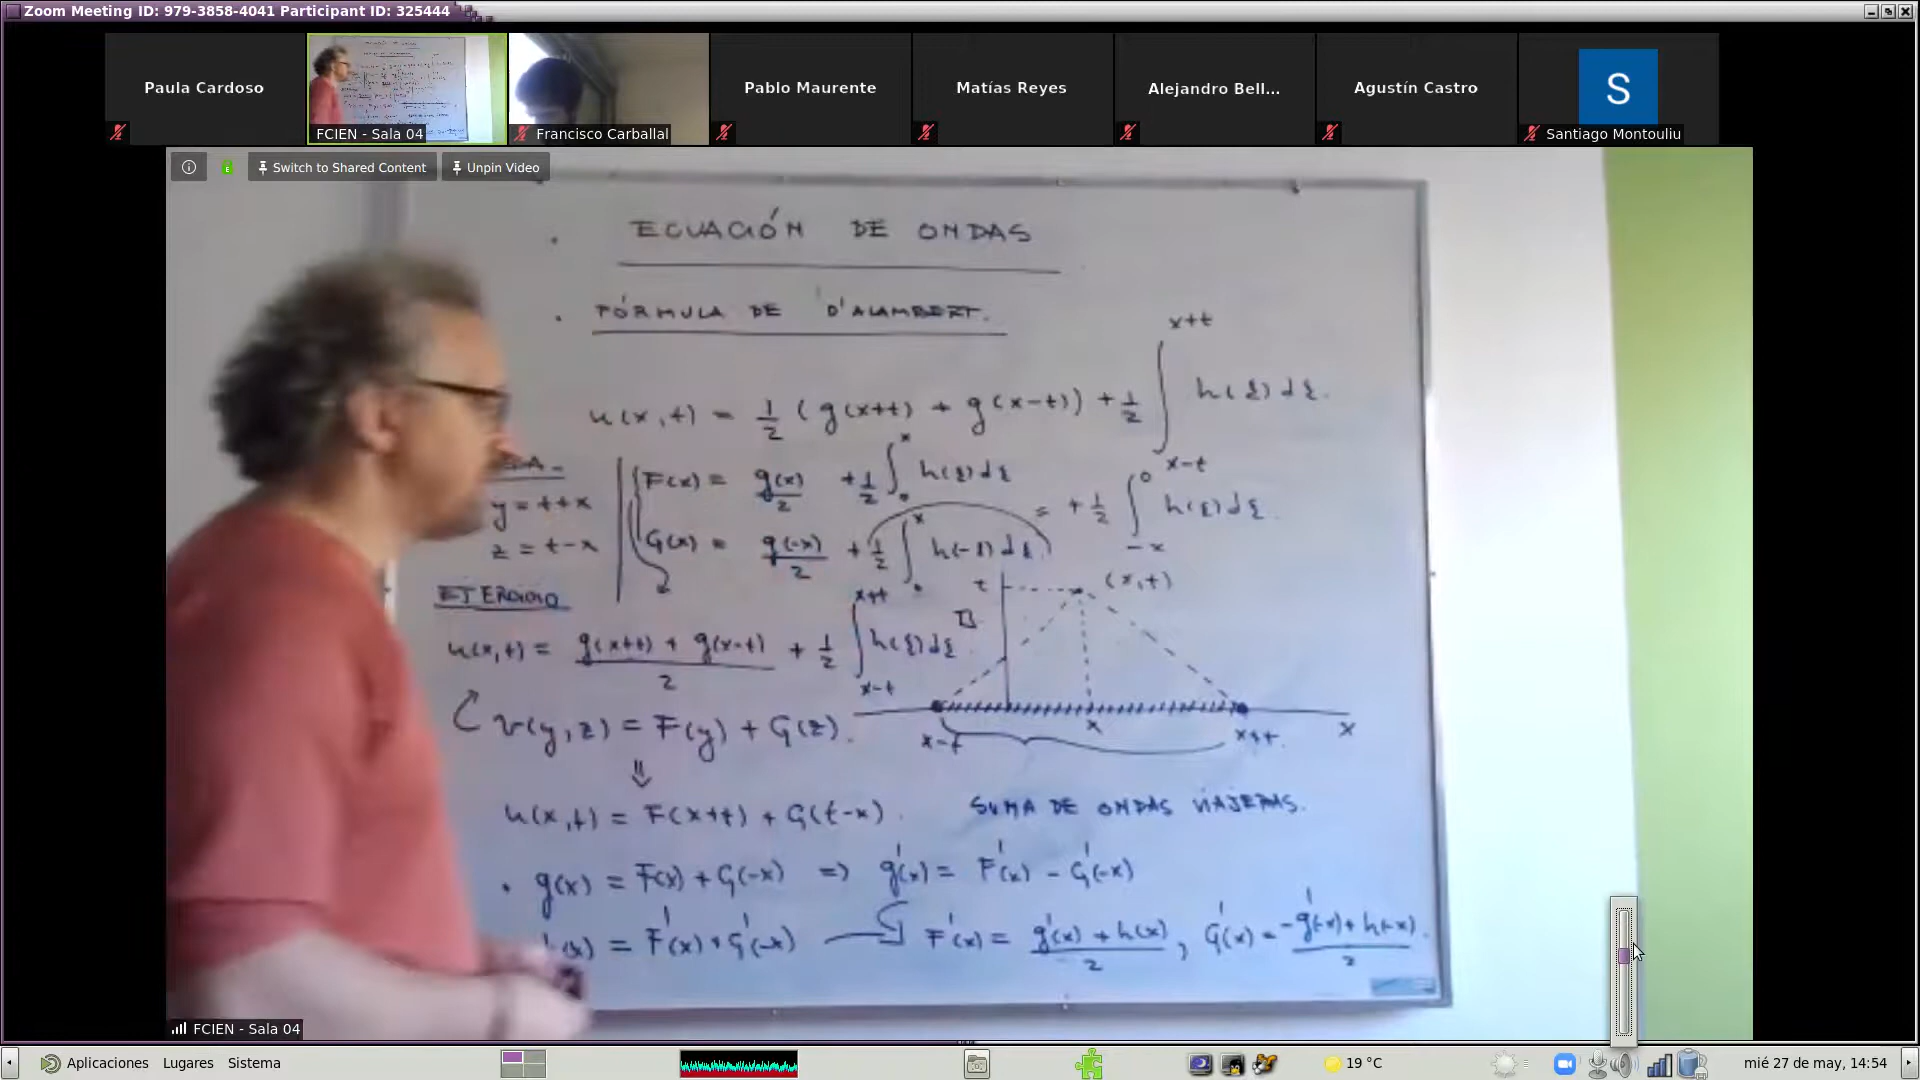 Zoom Meeting ID: 979-3858-4041 Participant ID: 325444
Paula Cardoso
FCIEN - Sala 04
Francisco Carballal
Pablo Maurente
Matías Reyes
Alejandro Bell...
Agustín Castro
S
Santiago Montouliu
Switch to Shared Content
Unpin Video
ECUACIÓN DE ONDAS
FÓRMULA DE D'ALAMBERT.
u(x,t) = 1/2 (g(x+t) + g(x-t)) + 1/2 ∫_{x-t}^{x+t} h(ξ)dξ.
y = t+x
z = t-x
F(x) = g(x)/2 + 1/2 ∫_0^x h(ξ)dξ
G(x) = g(-x)/2 + 1/2 ∫_0^x h(-ξ)dξ = + 1/2 ∫_{-x}^0 h(ξ)dξ.
EJERCICIO
u(x,t) = (g(x+t) + g(x-t))/2 + 1/2 ∫_{x-t}^{x+t} h(ξ)dξ
t
(x,t)
v(y,z) = F(y) + G(z).
x-t
x
x+t.
x
⇓
u(x,t) = F(x+t) + G(t-x). SUMA DE ONDAS VIAJERAS.
. g(x) = F(x) + G(-x) => g'(x) = F'(x) - G'(-x)
(x) = F'(x) + G'(-x) → F'(x) = (g'(x) + h(x))/2, G'(x) = (-g'(-x) + h(-x))/2.
FCIEN - Sala 04
Aplicaciones Lugares Sistema
19 °C
mié 27 de may, 14:54